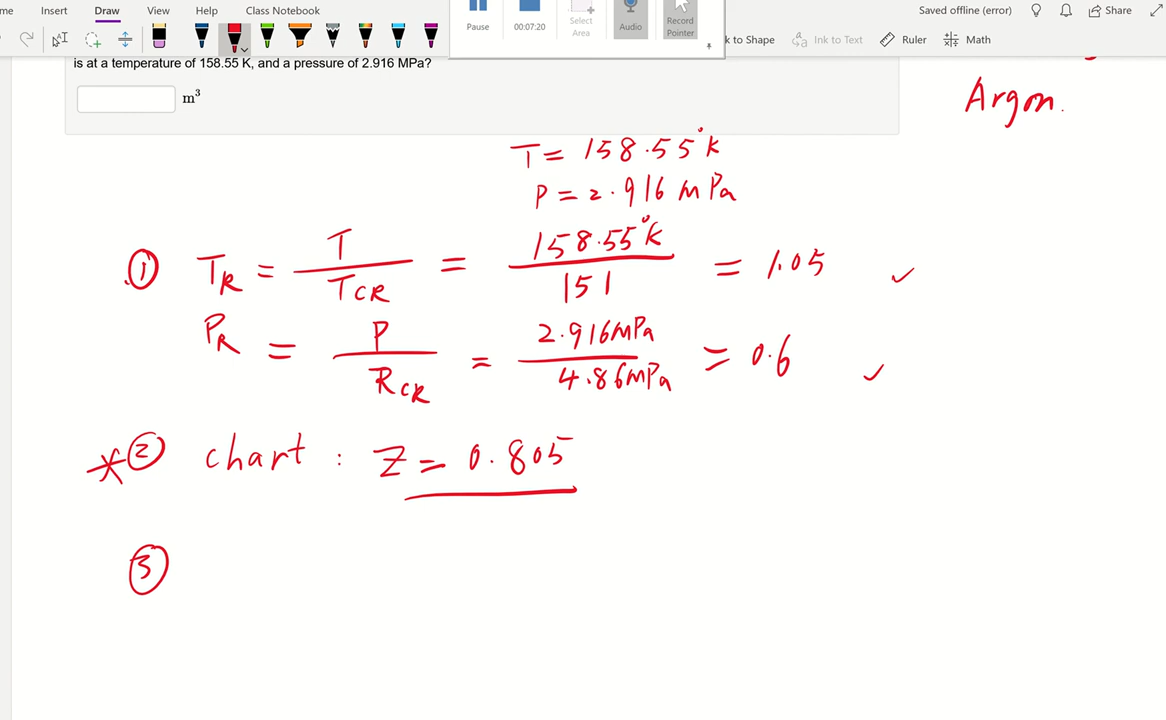 me Insert Draw View Help Class Notebook Saved offline (error) Share
Pause 00:07:20 Select Area Audio Record Pointer
k to Shape Ink to Text Ruler Math
is at a temperature of 158.55 K, and a pressure of 2.916 MPa?
m³
Argon.
T = 158.55°K
P = 2.916 mPa
① TR = T / TCR = 158.55°K / 151 = 1.05 ✓
PR = P / RCR = 2.916mPa / 4.86mPa = 0.6 ✓
*② chart : Z = 0.805
③